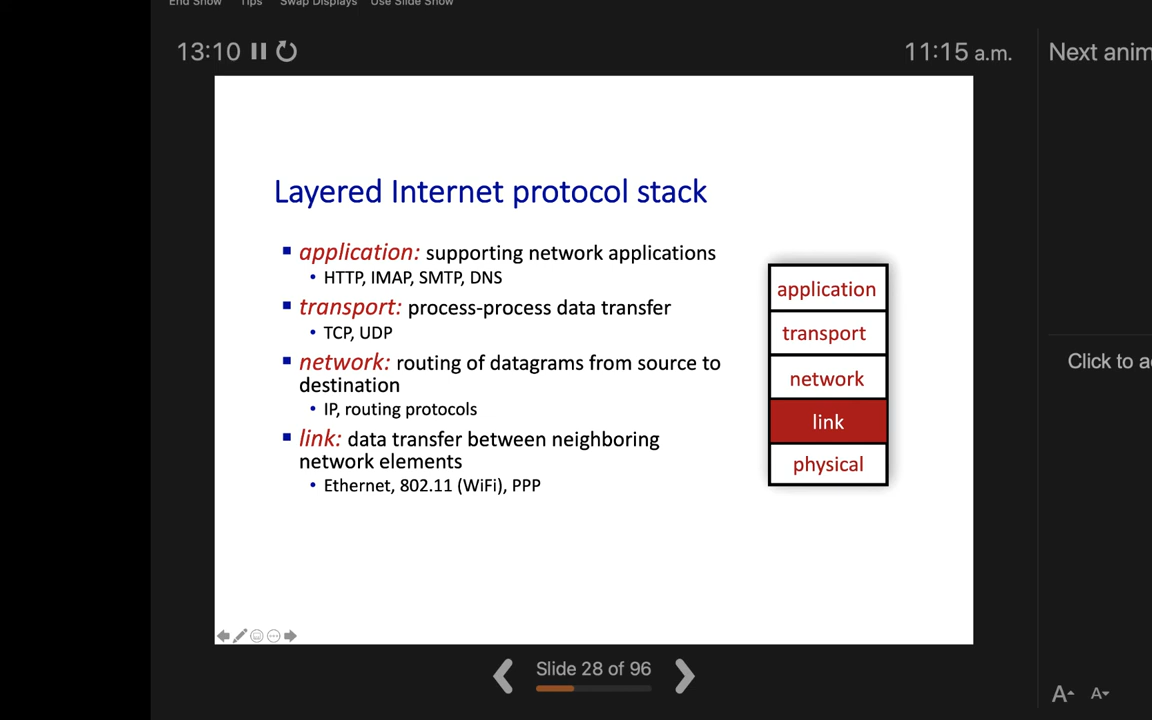 End Show Tips Swap Displays Use Slide Show
13:10
11:15 a.m.
Next anim
Layered Internet protocol stack
application: supporting network applications
• HTTP, IMAP, SMTP, DNS
transport: process-process data transfer
• TCP, UDP
network: routing of datagrams from source to
destination
• IP, routing protocols
link: data transfer between neighboring
network elements
• Ethernet, 802.11 (WiFi), PPP
application
transport
network
link
physical
Click to a
Slide 28 of 96
A A